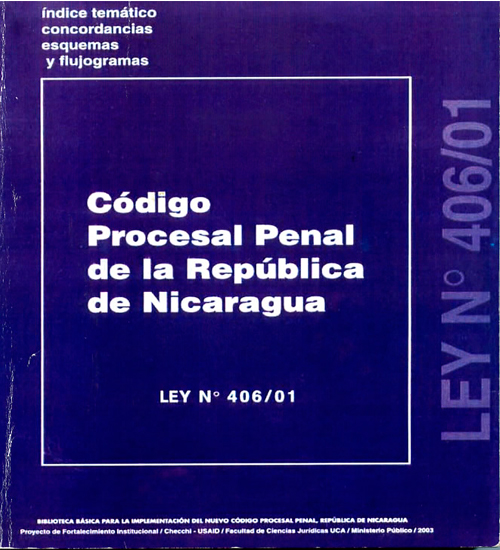 índice temático
concordancias
esquemas
y flujogramas
LEY N° 406/01
Código
Procesal Penal
de la República
de Nicaragua
LEY N° 406/01
BIBLIOTECA BÁSICA PARA LA IMPLEMENTACIÓN DEL NUEVO CÓDIGO PROCESAL PENAL, REPÚBLICA DE NICARAGUA
Proyecto de Fortalecimiento Institucional / Checchi - USAID / Facultad de Ciencias Jurídicas UCA / Ministerio Público / 2003